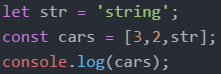 let str = 'string';
const cars = [3,2,str];
console.log(cars);